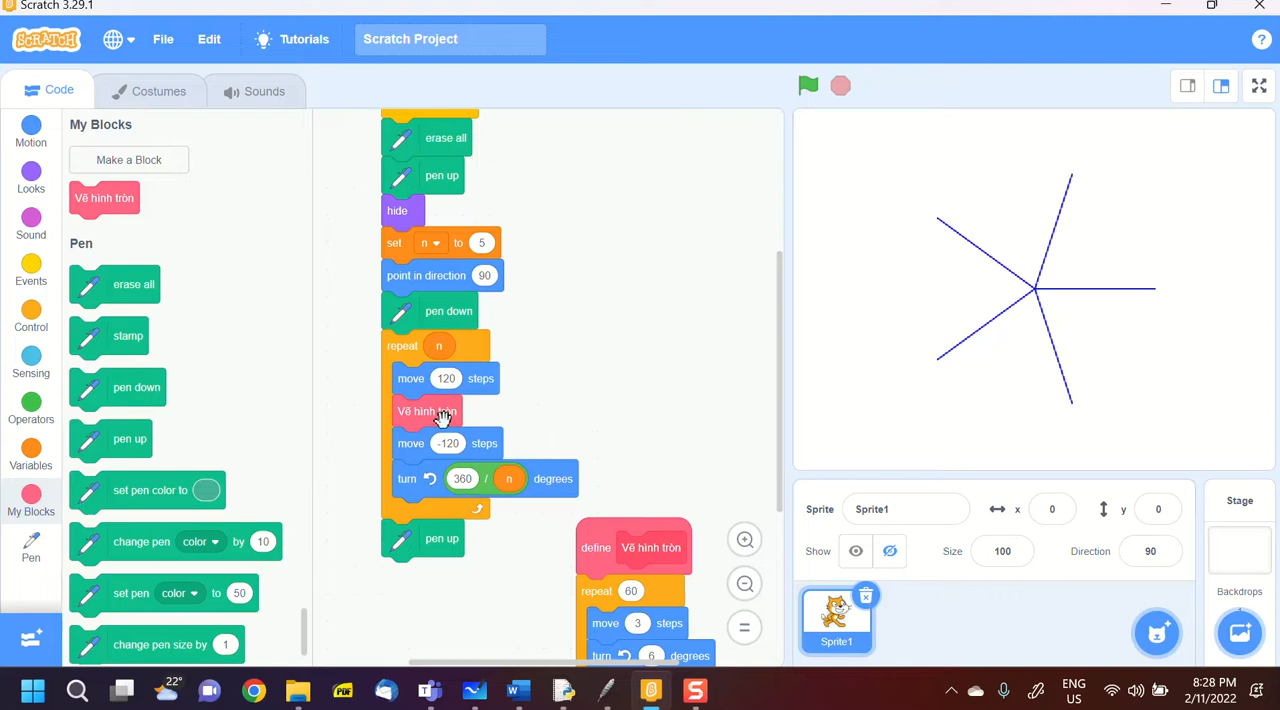 Scratch 3.29.1
SCRATCH
File
Edit
Tutorials
Scratch Project
?
Code
Costumes
Sounds
Motion
Looks
Sound
Events
Control
Sensing
Operators
Variables
My Blocks
Pen
My Blocks
Make a Block
Vẽ hình tròn
Pen
erase all
stamp
pen down
pen up
set pen color to
change pen color by 10
set pen color to 50
change pen size by 1
erase all
pen up
hide
set n to 5
point in direction 90
pen down
repeat n
move 120 steps
Vẽ hình tròn
move -120 steps
turn 360 / n degrees
pen up
define Vẽ hình tròn
repeat 60
move 3 steps
turn 6 degrees
Sprite Sprite1 x 0 y 0
Show Size 100 Direction 90
Sprite1
Stage
Backdrops
1
22°
PDF
ENG
US
8:28 PM
2/11/2022